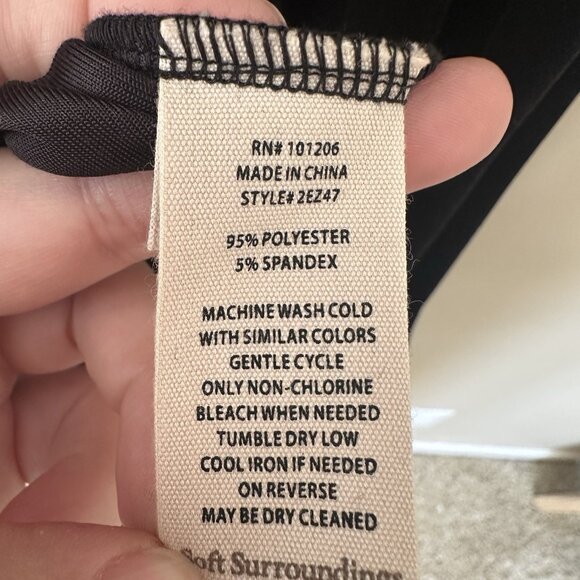 RN# 101206
MADE IN CHINA
STYLE# 2EZ47
95% POLYESTER
5% SPANDEX
MACHINE WASH COLD
WITH SIMILAR COLORS
GENTLE CYCLE
ONLY NON-CHLORINE
BLEACH WHEN NEEDED
TUMBLE DRY LOW
COOL IRON IF NEEDED
ON REVERSE
MAY BE DRY CLEANED
Soft Surroundings